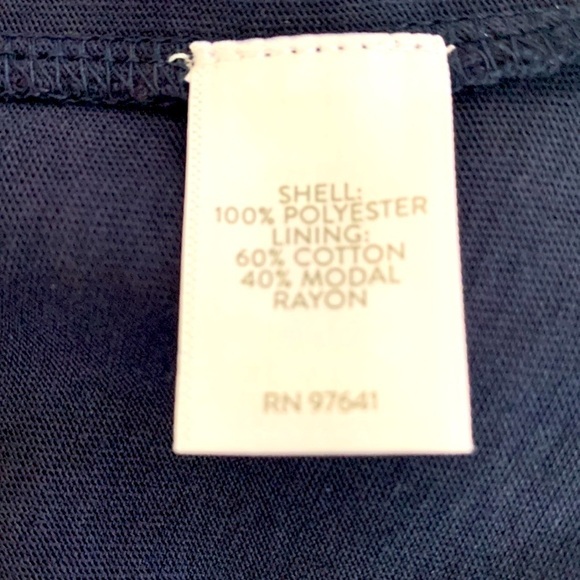 SHELL:
100% POLYESTER
LINING:
60% COTTON
40% MODAL
RAYON
RN 97641